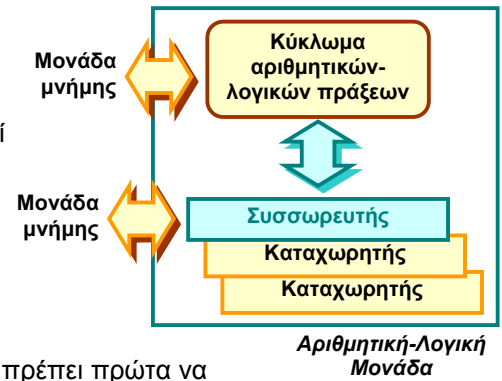 Μονάδα
μνήμης
Κύκλωμα
αριθμητικών-
λογικών πράξεων
ί
Μονάδα
μνήμης
Συσσωρευτής
Καταχωρητής
Καταχωρητής
Αριθμητική-Λογική
Μονάδα
πρέπει πρώτα να